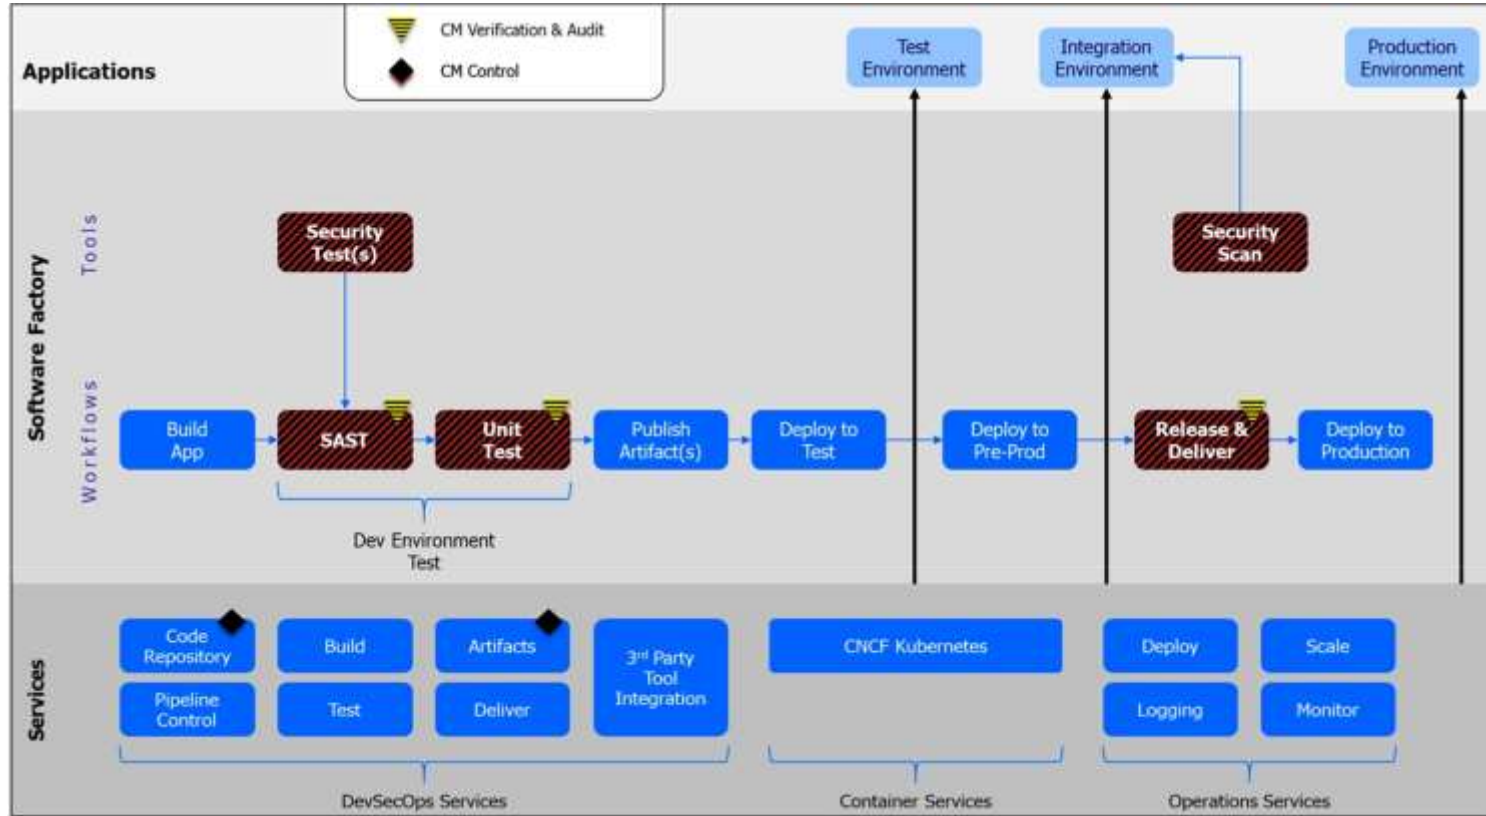 CM Verification & Audit
CM Control
Applications
Test
Environment
Integration
Environment
Production
Environment
Software Factory
Tools
Security
Test(s)
Security
Scan
Workflows
Build
App
SAST
Unit
Test
Publish
Artifact(s)
Deploy to
Test
Deploy to
Pre-Prod
Release &
Deliver
Deploy to
Production
Dev Environment
Test
Services
Code
Repository
Build
Artifacts
3rd Party
Tool
Integration
CNCF Kubernetes
Deploy
Scale
Pipeline
Control
Test
Deliver
Logging
Monitor
DevSecOps Services
Container Services
Operations Services